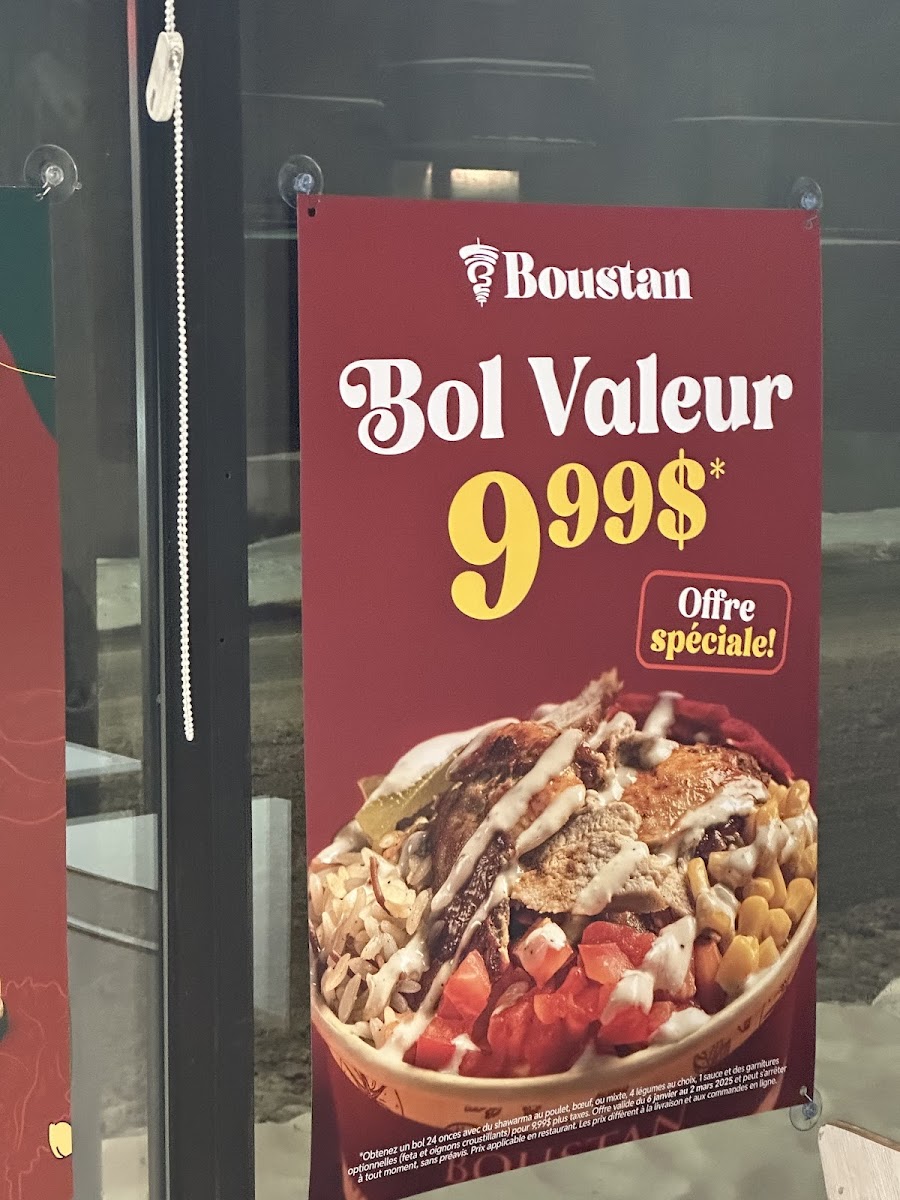 Boustan
Bol Valeur
9 99$*
Offre
spéciale!
*Obtenez un bol 24 onces avec du shawarma au poulet, bœuf, ou mixte, 4 légumes au choix, 1 sauce et des garnitures
optionnelles (feta et oignons croustillants) pour 9,99$ plus taxes. Offre valide du 6 janvier au 2 mars 2025 et peut s'arrêter
à tout moment, sans préavis. Prix applicable en restaurant. Les prix diffèrent à la livraison et aux commandes en ligne.
BOUSTAN